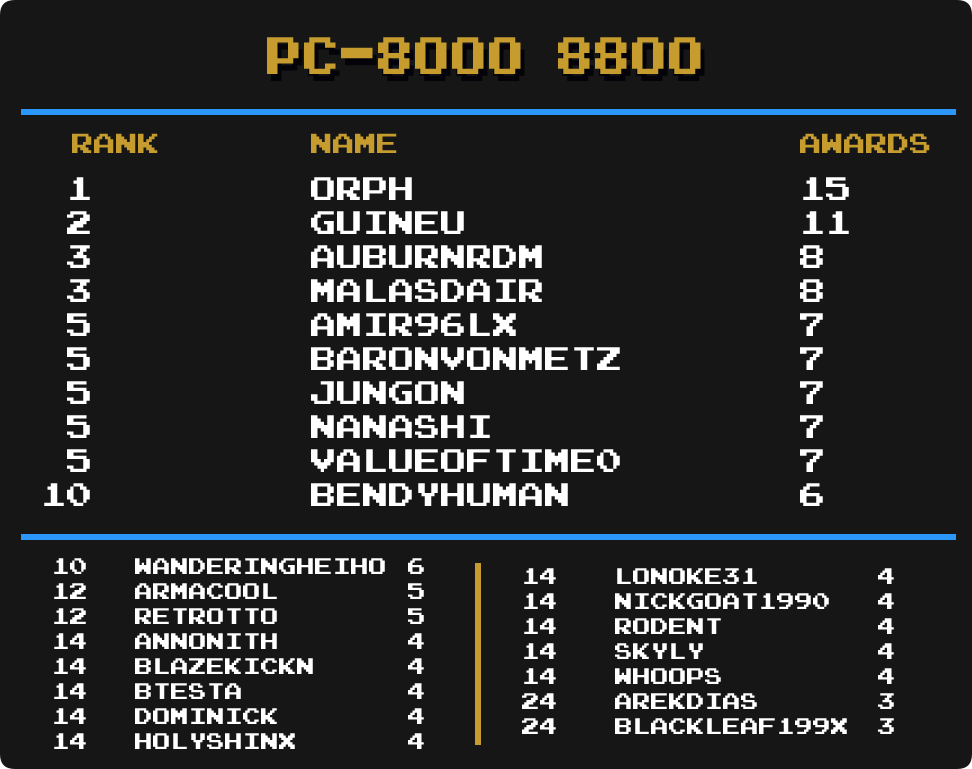 PC-8000 8800
RANK NAME AWARDS
1 ORPH 15
2 GUINEU 11
3 AUBURNRDM 8
3 MALASDAIR 8
5 AMIR96LX 7
5 BARONVONMETZ 7
5 JUNGON 7
5 NANASHI 7
5 VALUEOFTIME0 7
10 BENDYHUMAN 6
10 WANDERINGHEIHO 6
12 ARMACOOL 5
12 RETROTTO 5
14 ANNONITH 4
14 BLAZEKICKN 4
14 BTESTA 4
14 DOMINICK 4
14 HOLYSHINX 4
14 LONOKE31 4
14 NICKGOAT1990 4
14 RODENT 4
14 SKYLY 4
14 WHOOPS 4
24 AREKDIAS 3
24 BLACKLEAF199X 3